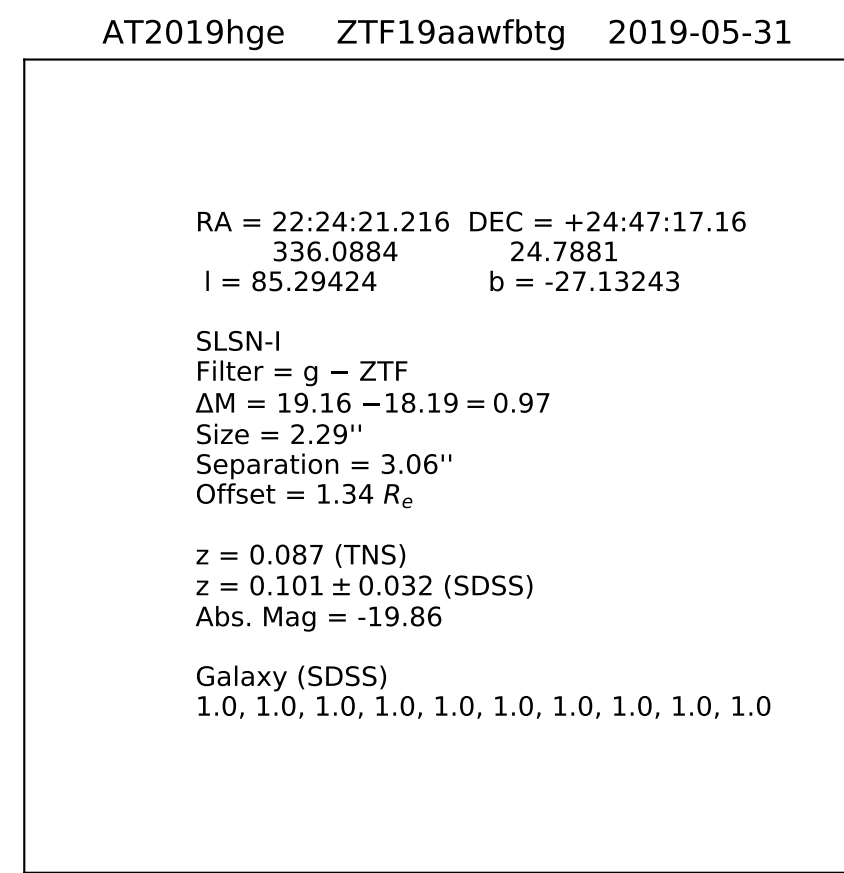 AT2019hge ZTF19aawfbtg 2019-05-31
RA = 22:24:21.216 DEC = +24:47:17.16
336.0884 24.7881
l = 85.29424 b = -27.13243
SLSN-I
Filter = g − ZTF
ΔM = 19.16 −18.19 = 0.97
Size = 2.29''
Separation = 3.06''
Offset = 1.34 Re
z = 0.087 (TNS)
z = 0.101 ± 0.032 (SDSS)
Abs. Mag = -19.86
Galaxy (SDSS)
1.0, 1.0, 1.0, 1.0, 1.0, 1.0, 1.0, 1.0, 1.0, 1.0